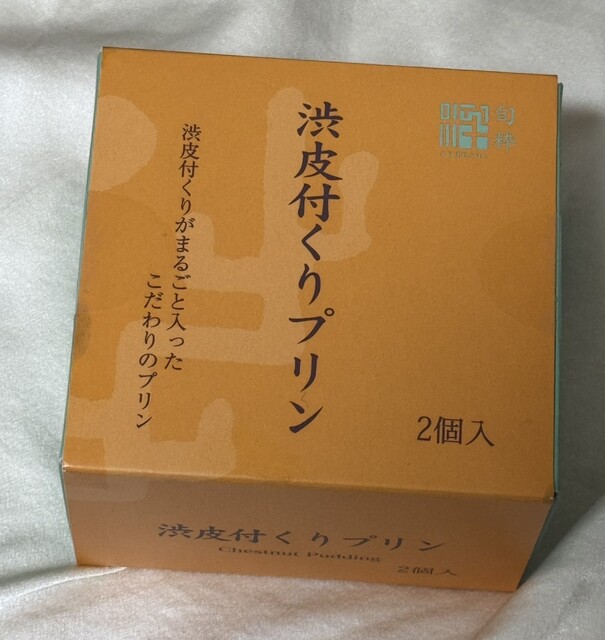 旬粋
渋皮付くりプリン
渋皮付くりがまるごと入った
こだわりのプリン
2個入
渋皮付くりプリン
Chestnut Pudding
2個入